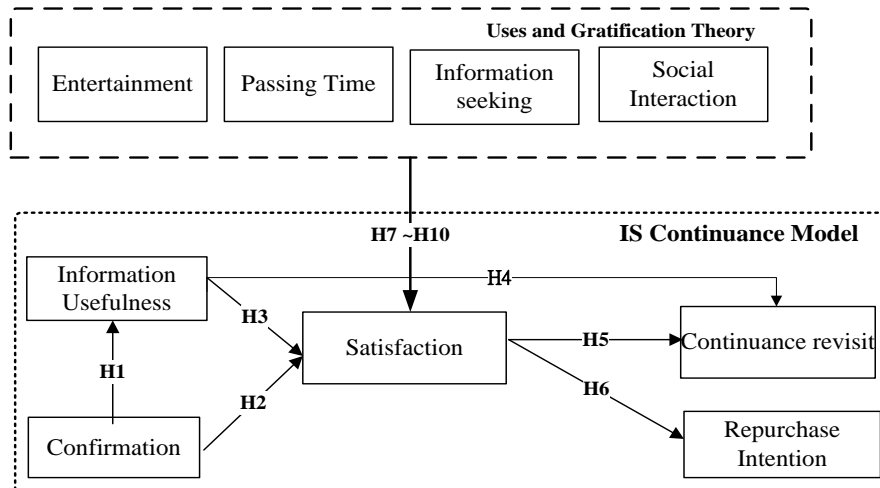 Uses and Gratification Theory
Entertainment
Passing Time
Information
seeking
Social
Interaction
H7 ~H10
IS Continuance Model
Information
Usefulness
H4
H3
Satisfaction
H5
Continuance revisit
H1
H2
H6
Confirmation
Repurchase
Intention